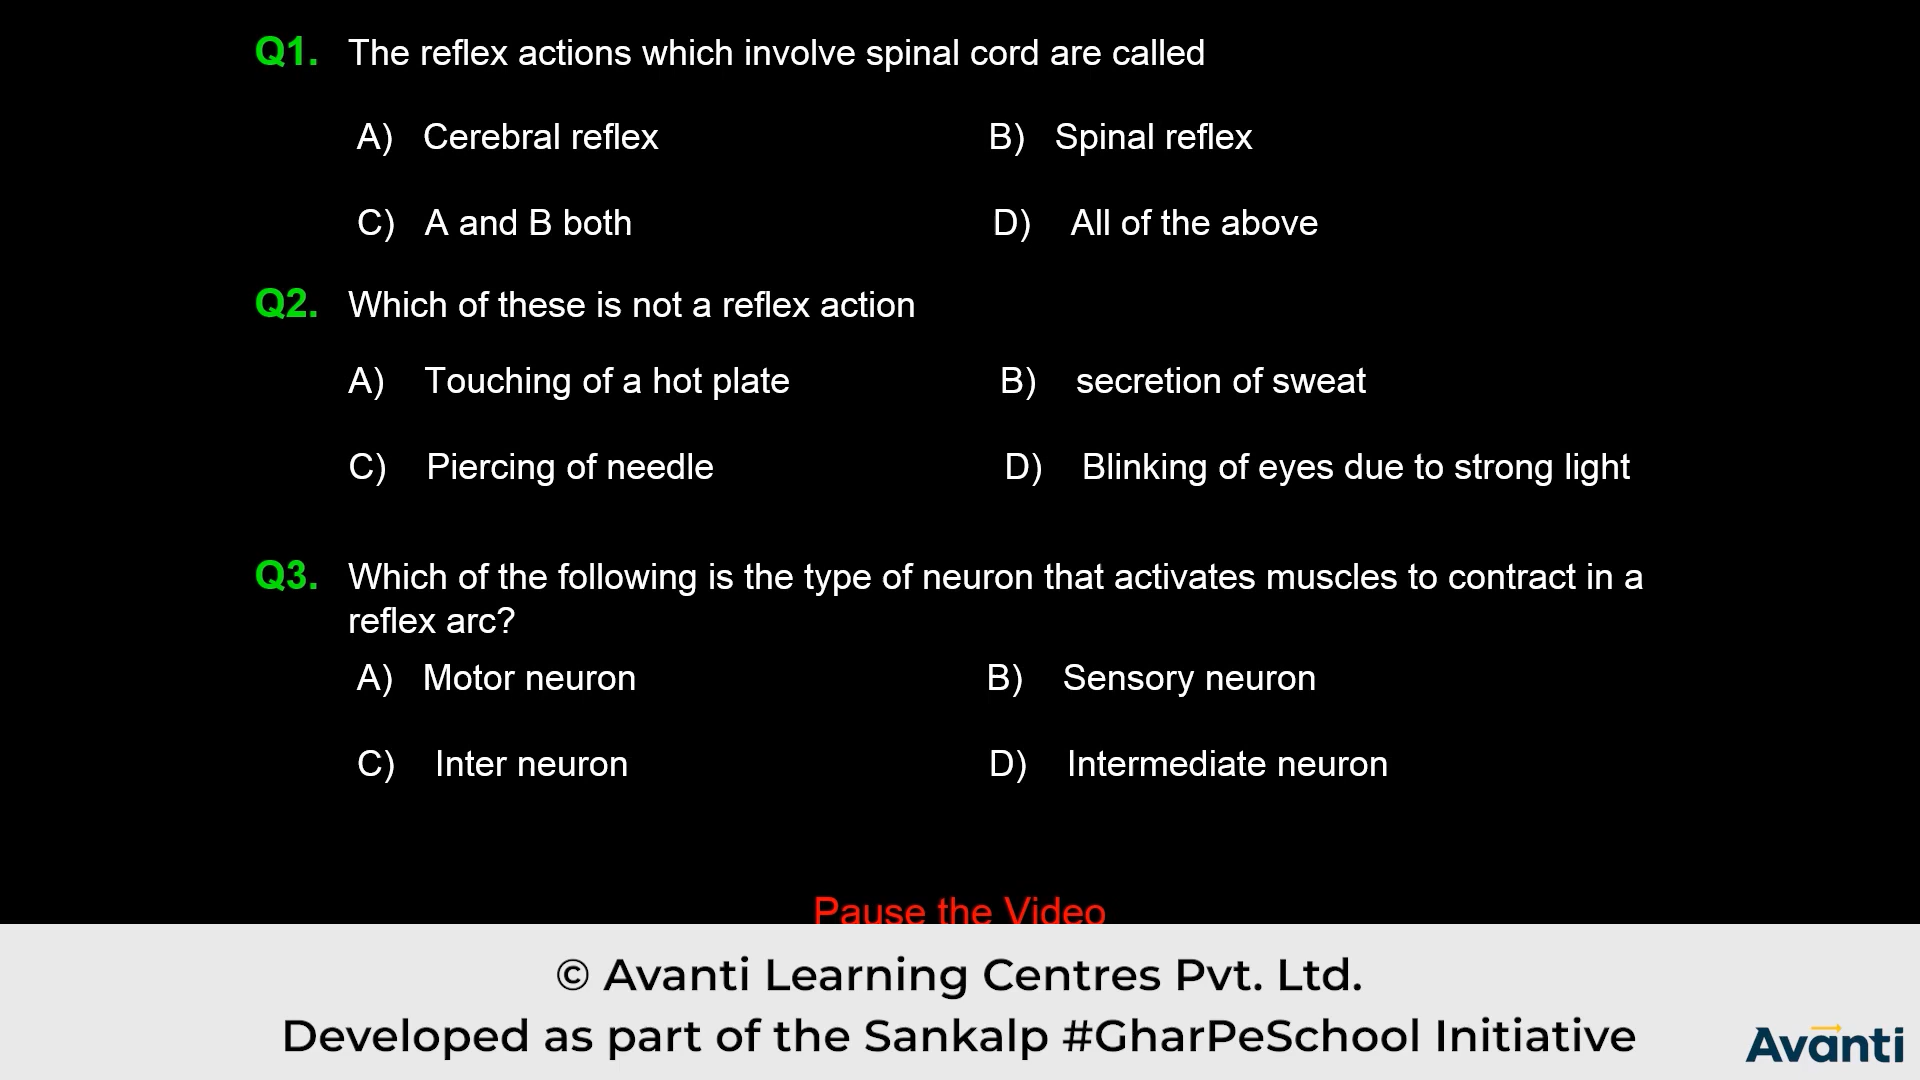 Q1. The reflex actions which involve spinal cord are called
A) Cerebral reflex B) Spinal reflex
C) A and B both D) All of the above
Q2. Which of these is not a reflex action
A) Touching of a hot plate B) secretion of sweat
C) Piercing of needle D) Blinking of eyes due to strong light
Q3. Which of the following is the type of neuron that activates muscles to contract in a
reflex arc?
A) Motor neuron B) Sensory neuron
C) Inter neuron D) Intermediate neuron
Pause the Video
© Avanti Learning Centres Pvt. Ltd.
Developed as part of the Sankalp #GharPeSchool Initiative
Avanti